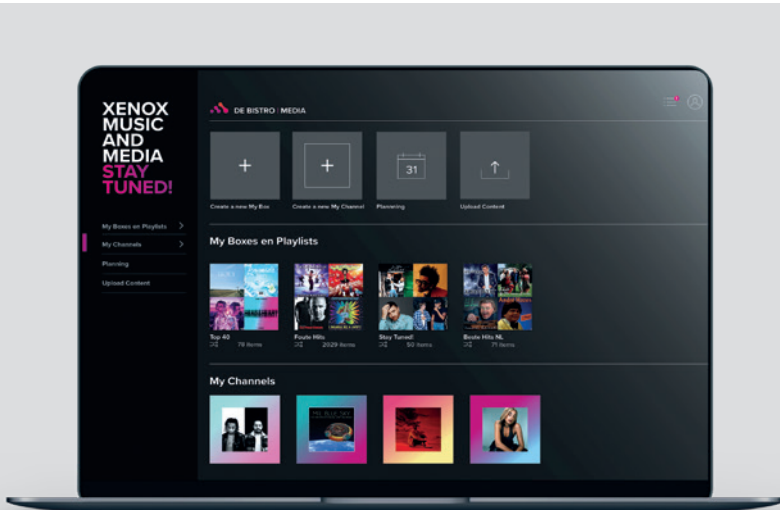 XENOX
MUSIC
AND
MEDIA
STAY
TUNED!
DE BISTRO | MEDIA
31
Create a new My Box
Create a new My Channel
Plannering
Upload Content
My Boxes en Playlists
My Channels
Planning
Upload Content
My Boxes en Playlists
Top 40
Foute Hits
Stay Tuned!
Beste Hits NL
78 items
2029 items
50 items
71 items
My Channels